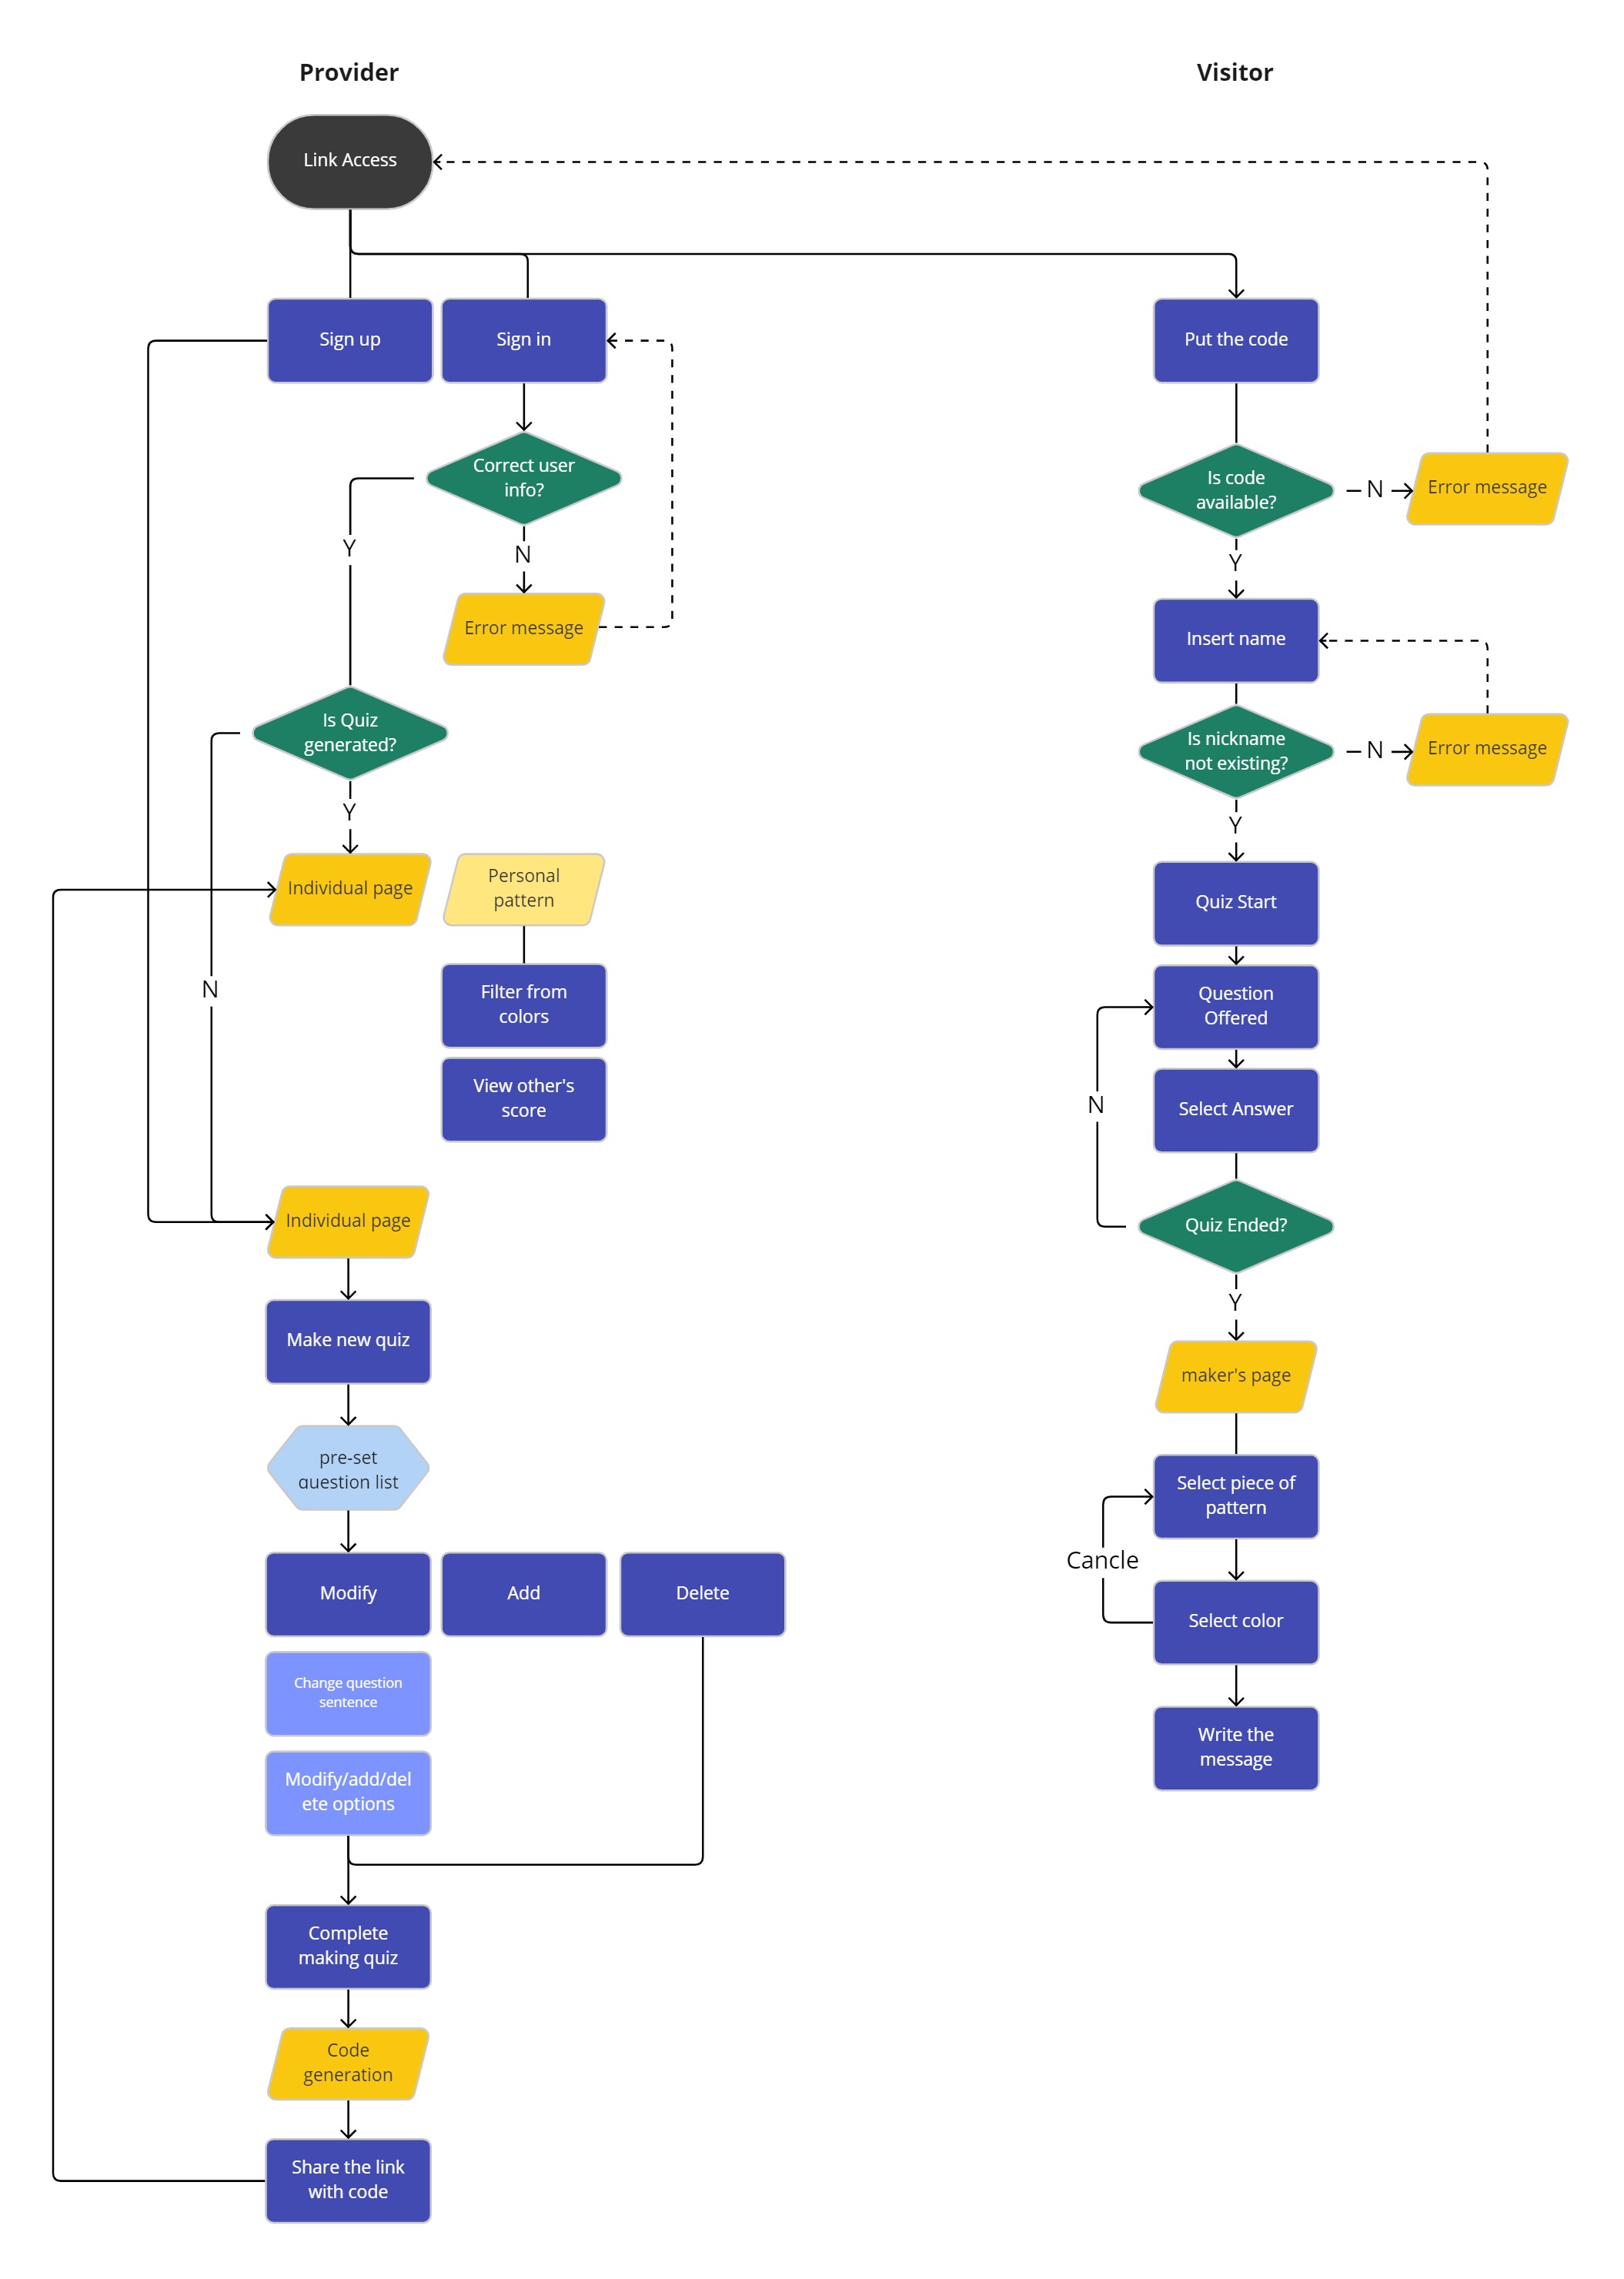 Provider
Visitor
Link Access
Sign up
Sign in
Put the code
Correct user
info?
Is code
available?
N
Error message
Y
N
Y
Error message
Insert name
Is Quiz
generated?
Is nickname
not existing?
N
Error message
Y
Y
Individual page
Personal
pattern
Quiz Start
N
Filter from
colors
Question
Offered
View other's
score
N
Select Answer
Individual page
Quiz Ended?
Y
Make new quiz
maker's page
pre-set
question list
Select piece of
pattern
Cancle
Modify
Add
Delete
Select color
Change question
sentence
Write the
message
Modify/add/del
ete options
Complete
making quiz
Code
generation
Share the link
with code